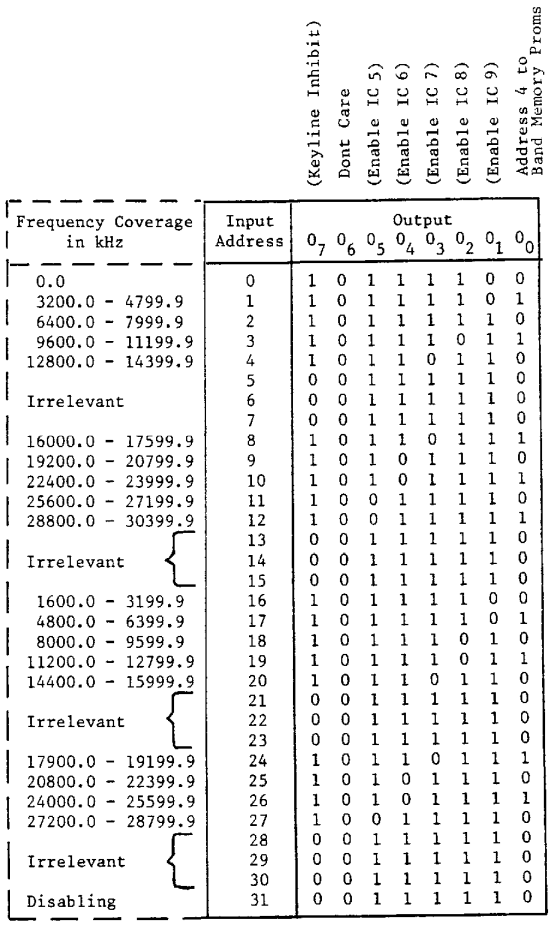 (Keyline Inhibit)
Dont Care
(Enable IC 5)
(Enable IC 6)
(Enable IC 7)
(Enable IC 8)
(Enable IC 9)
Address 4 to
Band Memory Proms
Frequency Coverage
in kHz
Input
Address
Output
0₇ 0₆ 0₅ 0₄ 0₃ 0₂ 0₁ 0₀
0.0 0 1 0 1 1 1 1 0 0
3200.0 - 4799.9 1 1 0 1 1 1 1 0 1
6400.0 - 7999.9 2 1 0 1 1 1 1 1 0
9600.0 - 11199.9 3 1 0 1 1 1 0 1 1
12800.0 - 14399.9 4 1 0 1 1 0 1 1 0
5 0 0 1 1 1 1 1 0
Irrelevant 6 0 0 1 1 1 1 1 0
7 0 0 1 1 1 1 1 0
16000.0 - 17599.9 8 1 0 1 1 0 1 1 1
19200.0 - 20799.9 9 1 0 1 0 1 1 1 0
22400.0 - 23999.9 10 1 0 1 0 1 1 1 1
25600.0 - 27199.9 11 1 0 0 1 1 1 1 0
28800.0 - 30399.9 12 1 0 0 1 1 1 1 1
13 0 0 1 1 1 1 1 0
Irrelevant 14 0 0 1 1 1 1 1 0
15 0 0 1 1 1 1 1 0
1600.0 - 3199.9 16 1 0 1 1 1 1 0 0
4800.0 - 6399.9 17 1 0 1 1 1 1 0 1
8000.0 - 9599.9 18 1 0 1 1 1 0 1 0
11200.0 - 12799.9 19 1 0 1 1 1 0 1 1
14400.0 - 15999.9 20 1 0 1 1 0 1 1 0
21 0 0 1 1 1 1 1 0
Irrelevant 22 0 0 1 1 1 1 1 0
23 0 0 1 1 1 1 1 0
17900.0 - 19199.9 24 1 0 1 1 0 1 1 1
20800.0 - 22399.9 25 1 0 1 0 1 1 1 0
24000.0 - 25599.9 26 1 0 1 0 1 1 1 1
27200.0 - 28799.9 27 1 0 0 1 1 1 1 0
28 0 0 1 1 1 1 1 0
Irrelevant 29 0 0 1 1 1 1 1 0
30 0 0 1 1 1 1 1 0
Disabling 31 0 0 1 1 1 1 1 0